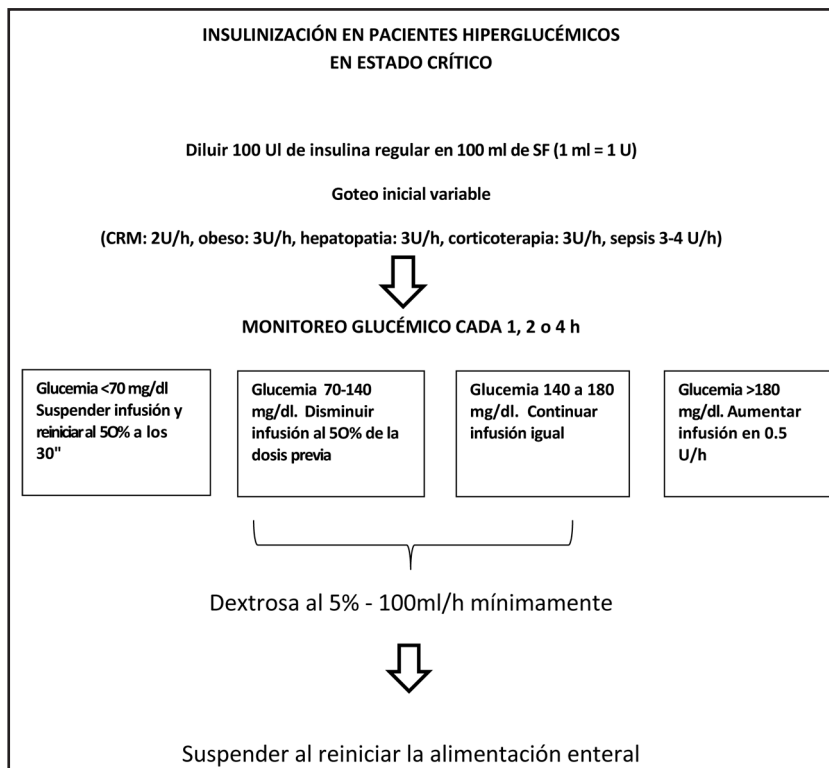 INSULINIZACIÓN EN PACIENTES HIPERGLUCÉMICOS
EN ESTADO CRÍTICO
Diluir 100 UI de insulina regular en 100 ml de SF (1 ml = 1 U)
Goteo inicial variable
(CRM: 2U/h, obeso: 3U/h, hepatopatia: 3U/h, corticoterapia: 3U/h, sepsis 3-4 U/h)
MONITOREO GLUCÉMICO CADA 1, 2 o 4 h
Glucemia <70 mg/dl
Suspender infusión y
reiniciar al 50% a los
30"
Glucemia 70-140
mg/dl. Disminuir
infusión al 50% de la
dosis previa
Glucemia 140 a 180
mg/dl. Continuar
infusión igual
Glucemia >180
mg/dl. Aumentar
infusión en 0.5
U/h
Dextrosa al 5% - 100ml/h mínimamente
Suspender al reiniciar la alimentación enteral